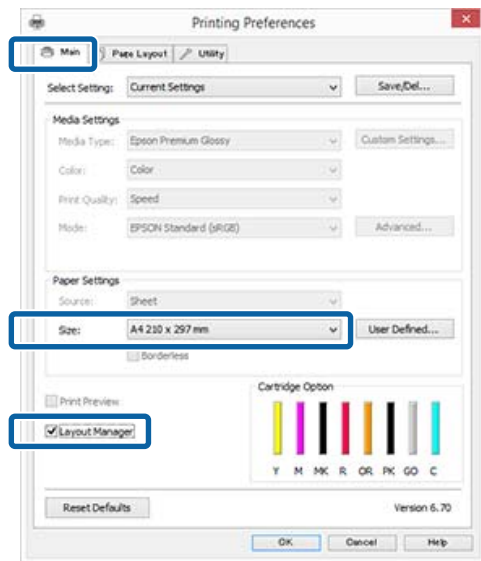 Printing Preferences
Main Page Layout Utility
Select Setting: Current Settings Save/Del...
Media Settings
Media Type: Epson Premium Glossy Custom Settings...
Color: Color
Print Quality: Speed
Mode: EPSON Standard (sRGB) Advanced...
Paper Settings
Source: Sheet
Size: A4 210 x 297 mm User Defined...
Borderless
Cartridge Option
Print Preview
Layout Manager
Y M MK R OR PK GO C
Reset Defaults Version 6.70
OK Cancel Help